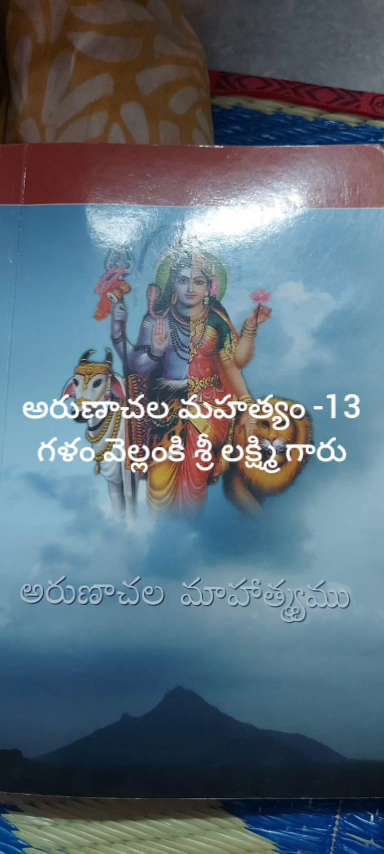 అరుణాచల మహత్యం -13
గళం వెల్లంకి శ్రీ లక్ష్మి గారు
అరుణాచల మాహాత్మ్యము